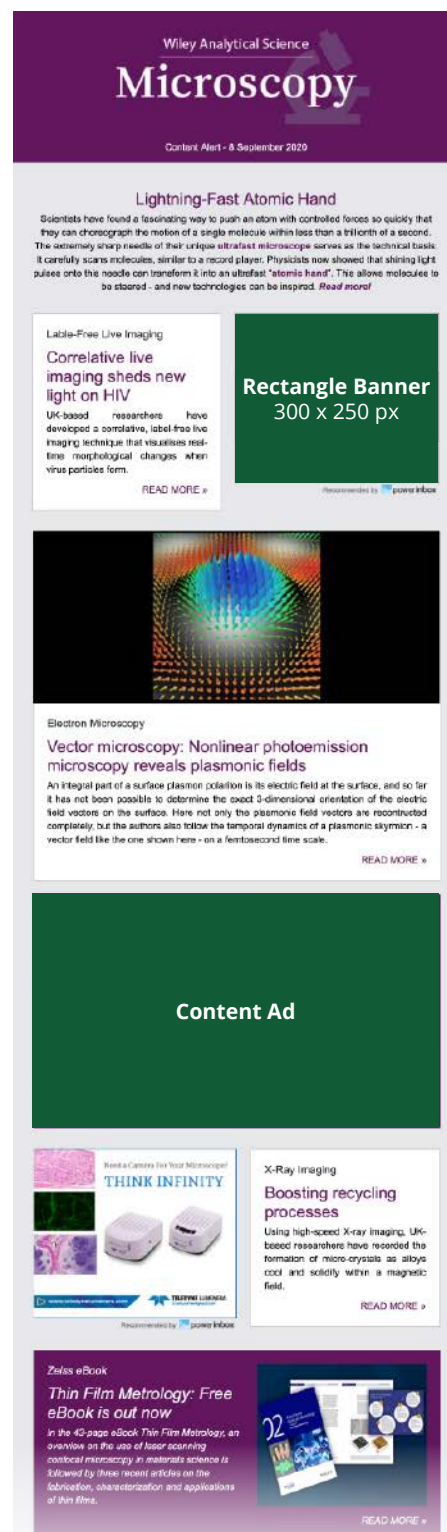 Wiley Analytical Science
Microscopy
Content Alert - 8 September 2020
Lightning-Fast Atomic Hand
Scientists have found a fascinating way to push an atom with controlled forces so quickly that
they can choreograph the motion of a single molecule within less than a trillionth of a second.
The extremely sharp needle of their unique ultrafast microscope serves as the technical basis:
it carefully scans molecules, similar to a record player. Physicists now showed that shining light
pulses onto this needle can transform it into an ultrafast "atomic hand". This allows molecules to
be steered - and new technologies can be inspired. Read more!
Lable-Free Live Imaging
Correlative live
imaging sheds new
light on HIV
UK-based researchers have
developed a correlative, label-free live
imaging technique that visualises real-
time morphological changes when
virus particles form.
READ MORE »
Rectangle Banner
300 x 250 px
Recommended by powerinbox
Electron Microscopy
Vector microscopy: Nonlinear photoemission
microscopy reveals plasmonic fields
An integral part of a surface plasmon polariton is its electric field at the surface, and so far
it has not been possible to determine the exact 3-dimensional orientation of the electric
field vectors on the surface. Here not only the plasmonic field vectors are recontructed
completely, but the authors also follow the temporal dynamics of a plasmonic skyrmion - a
vector field like the one shown here - on a femtosecond time scale.
READ MORE »
Content Ad
Need a Camera For Your Microscope?
THINK INFINITY
TELEDYNE LUMENERA
Recommended by powerinbox
X-Ray Imaging
Boosting recycling
processes
Using high-speed X-ray imaging, UK-
based researchers have recorded the
formation of micro-crystals as alloys
cool and solidify within a magnetic
field.
READ MORE »
Zeiss eBook
Thin Film Metrology: Free
eBook is out now
In the 43-page eBook Thin Film Metrology, an
overview on the use of laser scanning
confocal microscopy in materials science is
followed by three recent articles on the
fabrication, characterization and applications
of thin films.
02
READ MORE »